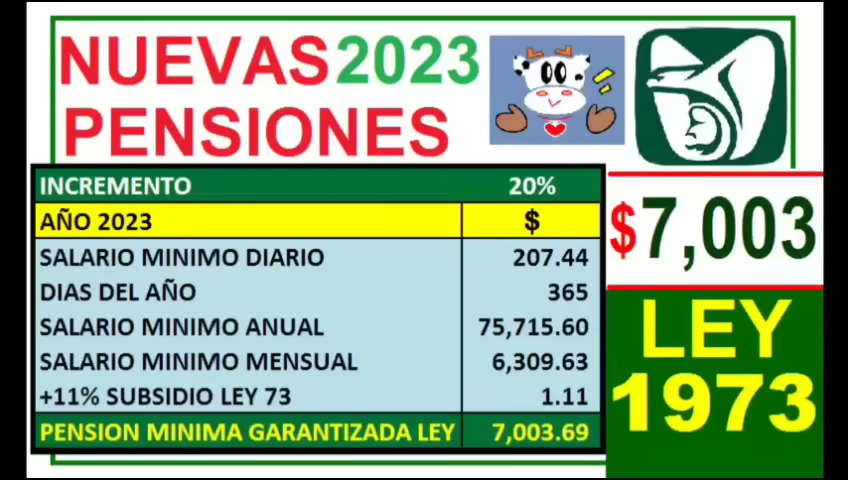 NUEVAS 2023
PENSIONES
INCREMENTO 20%
AÑO 2023 $
SALARIO MINIMO DIARIO 207.44
DIAS DEL AÑO 365
SALARIO MINIMO ANUAL 75,715.60
SALARIO MINIMO MENSUAL 6,309.63
+11% SUBSIDIO LEY 73 1.11
PENSION MINIMA GARANTIZADA LEY 7,003.69
$7,003
LEY
1973